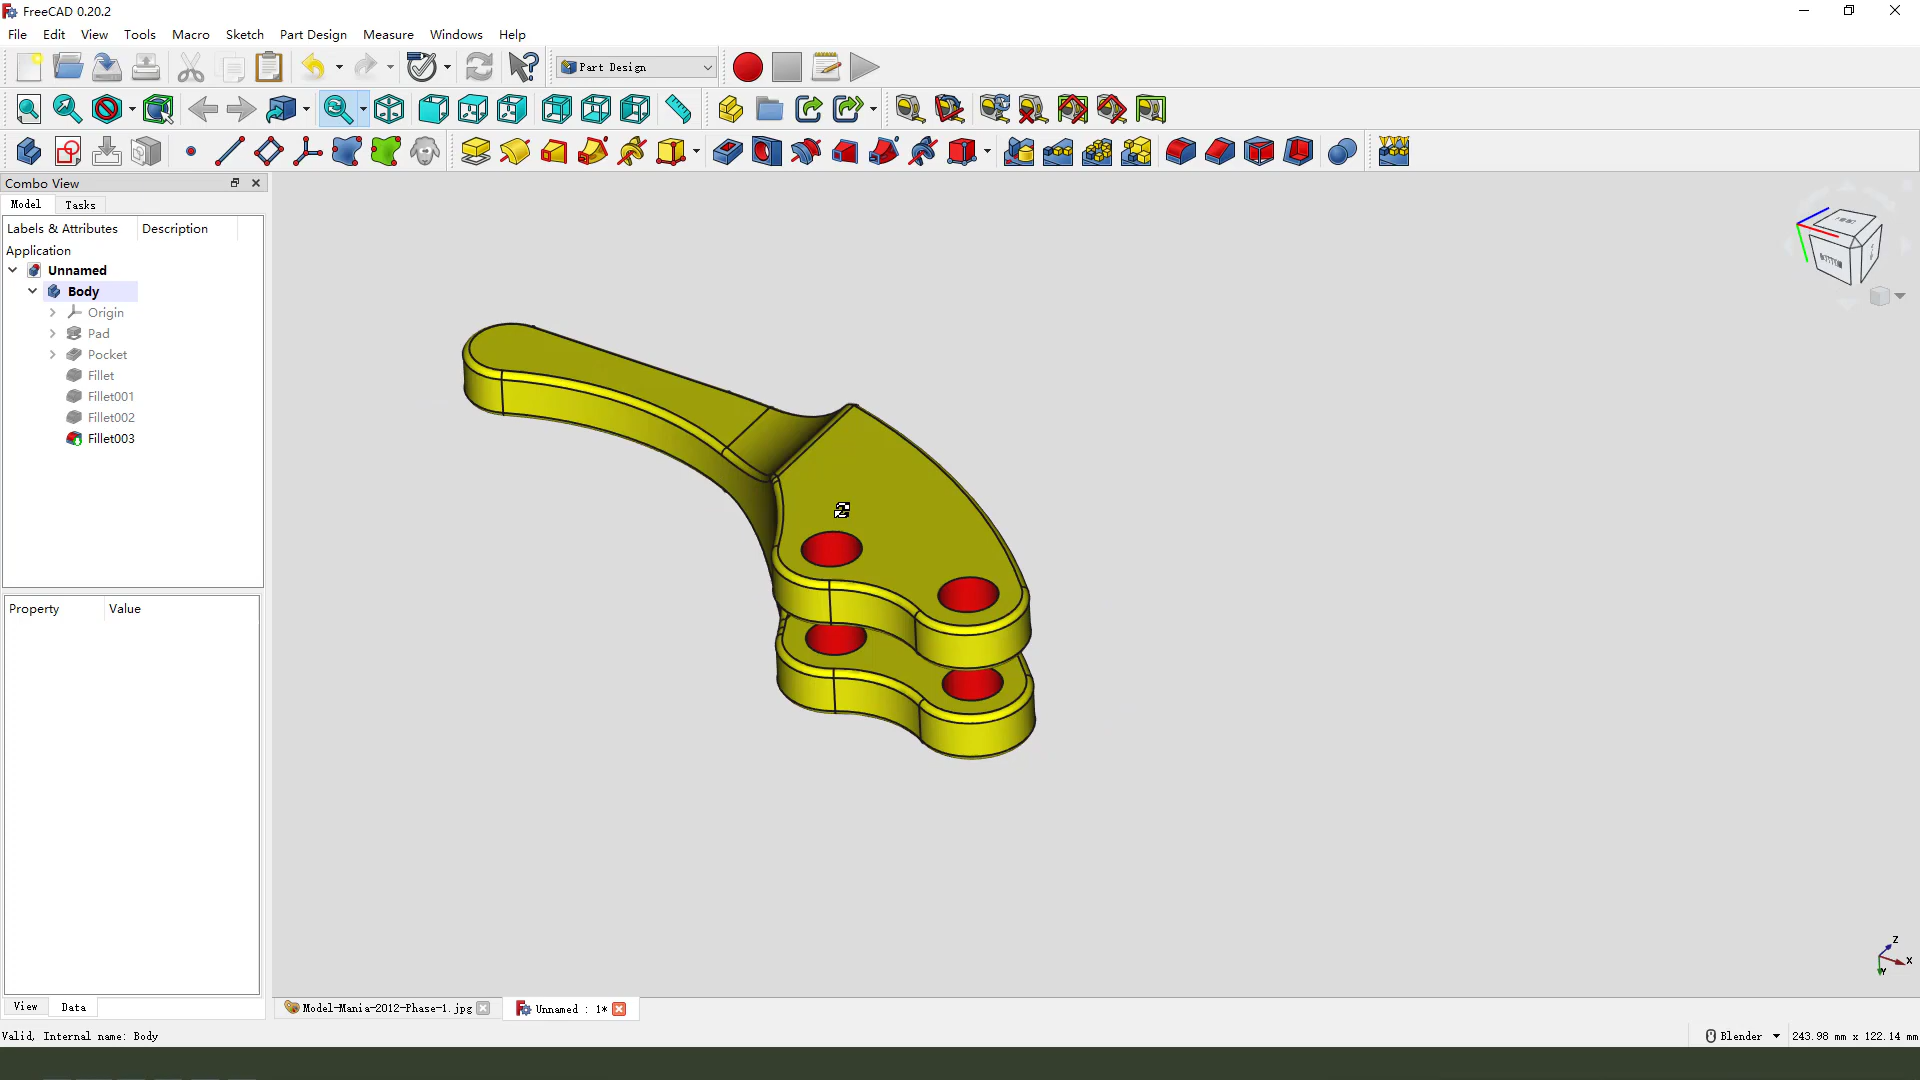 FreeCAD 0.20.2
File Edit View Tools Macro Sketch Part Design Measure Windows Help
Part Design
Combo View
Model Tasks
Labels & Attributes Description
Application
Unnamed
Body
Origin
Pad
Pocket
Fillet
Fillet001
Fillet002
Fillet003
Property Value
Z
X
Y
View Data
Model-Mania-2012-Phase-1.jpg Unnamed : 1*
Valid, Internal name: Body
Blender 243.98 mm x 122.14 mm